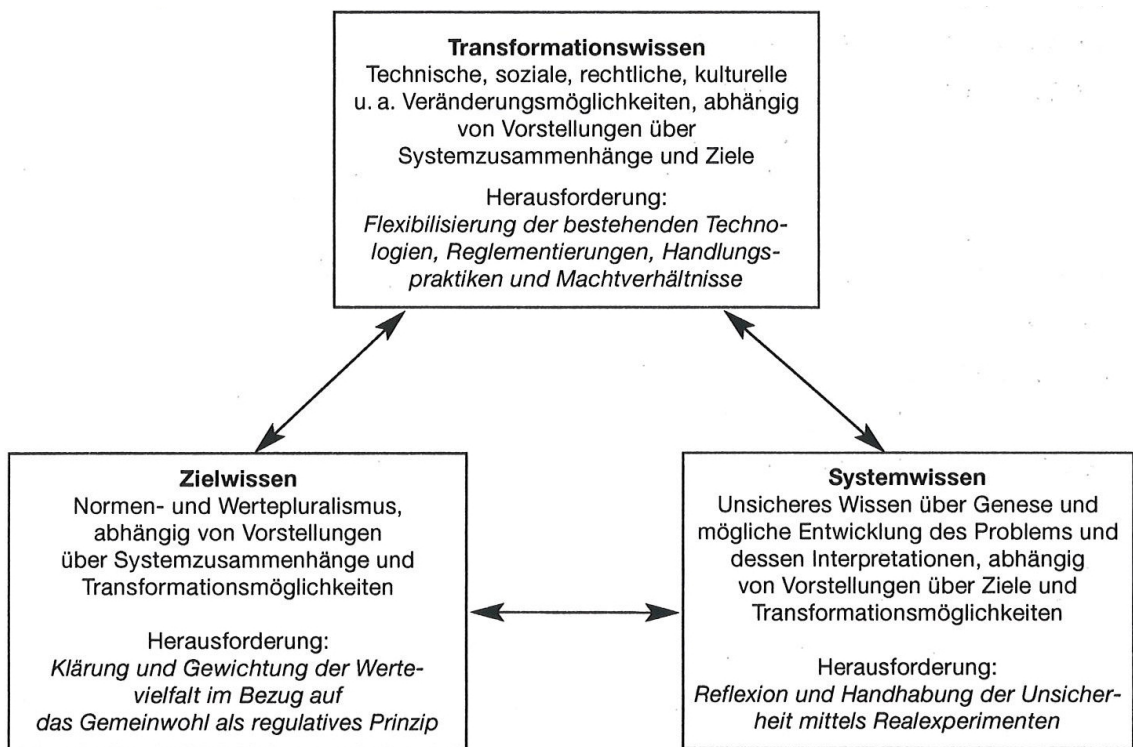 Transformationswissen
Technische, soziale, rechtliche, kulturelle
u. a. Veränderungsmöglichkeiten, abhängig
von Vorstellungen über
Systemzusammenhänge und Ziele
Herausforderung:
Flexibilisierung der bestehenden Techno-
logien, Reglementierungen, Handlungs-
praktiken und Machtverhältnisse
Zielwissen
Normen- und Wertepluralismus,
abhängig von Vorstellungen
über Systemzusammenhänge und
Transformationsmöglichkeiten
Herausforderung:
Klärung und Gewichtung der Werte-
vielfalt im Bezug auf
das Gemeinwohl als regulatives Prinzip
Systemwissen
Unsicheres Wissen über Genese und
mögliche Entwicklung des Problems und
dessen Interpretationen, abhängig
von Vorstellungen über Ziele und
Transformationsmöglichkeiten
Herausforderung:
Reflexion und Handhabung der Unsicher-
heit mittels Realexperimenten